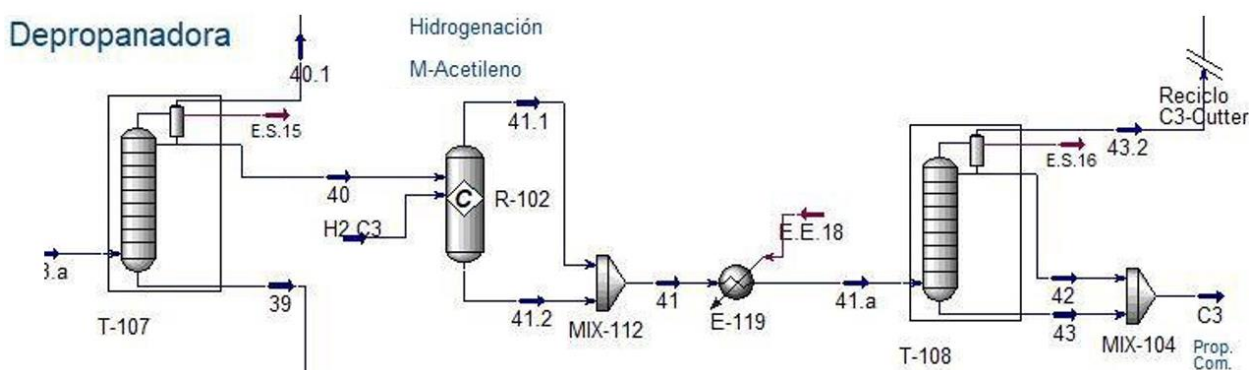 Depropanadora
Hidrogenación
M-Acetileno
40.1
E.S.15
40
H2 C3
3.a
39
T-107
41.1
R-102
41.2
MIX-112
41
E-119
E.E.18
41.a
Reciclo
C3-Cutter
43.2
E.S.16
42
43
T-108
MIX-104
C3
Prop.
Com.
C